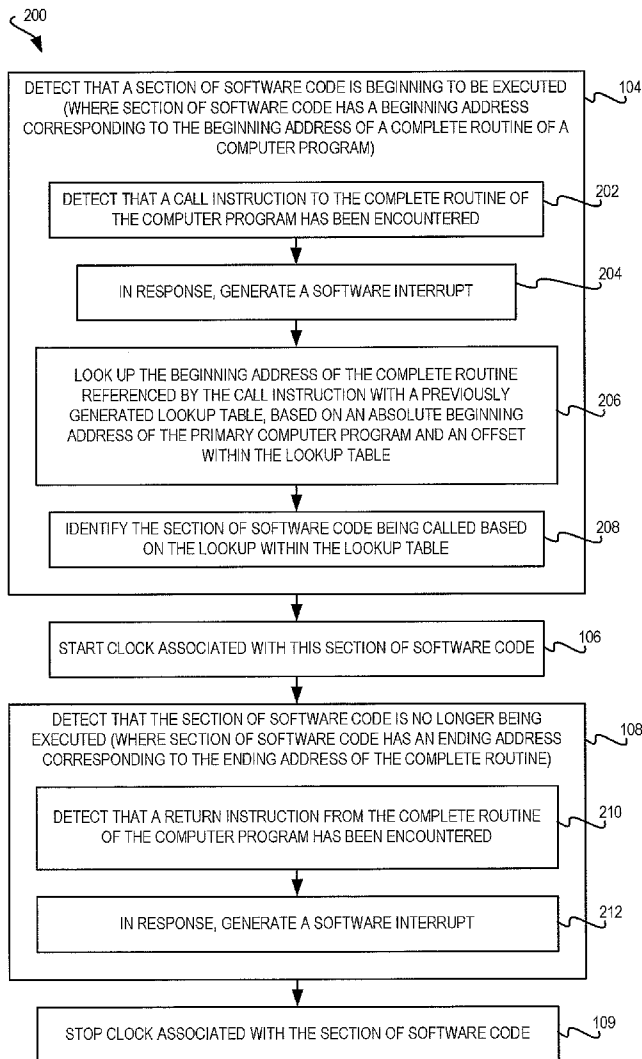 200
DETECT THAT A SECTION OF SOFTWARE CODE IS BEGINNING TO BE EXECUTED
(WHERE SECTION OF SOFTWARE CODE HAS A BEGINNING ADDRESS
CORRESPONDING TO THE BEGINNING ADDRESS OF A COMPLETE ROUTINE OF A
COMPUTER PROGRAM)
104
DETECT THAT A CALL INSTRUCTION TO THE COMPLETE ROUTINE OF
THE COMPUTER PROGRAM HAS BEEN ENCOUNTERED
202
IN RESPONSE, GENERATE A SOFTWARE INTERRUPT
204
LOOK UP THE BEGINNING ADDRESS OF THE COMPLETE ROUTINE
REFERENCED BY THE CALL INSTRUCTION WITH A PREVIOUSLY
GENERATED LOOKUP TABLE, BASED ON AN ABSOLUTE BEGINNING
ADDRESS OF THE PRIMARY COMPUTER PROGRAM AND AN OFFSET
WITHIN THE LOOKUP TABLE
206
IDENTIFY THE SECTION OF SOFTWARE CODE BEING CALLED BASED
ON THE LOOKUP WITHIN THE LOOKUP TABLE
208
START CLOCK ASSOCIATED WITH THIS SECTION OF SOFTWARE CODE
106
DETECT THAT THE SECTION OF SOFTWARE CODE IS NO LONGER BEING
EXECUTED (WHERE SECTION OF SOFTWARE CODE HAS AN ENDING ADDRESS
CORRESPONDING TO THE ENDING ADDRESS OF THE COMPLETE ROUTINE)
108
DETECT THAT A RETURN INSTRUCTION FROM THE COMPLETE ROUTINE
OF THE COMPUTER PROGRAM HAS BEEN ENCOUNTERED
210
IN RESPONSE, GENERATE A SOFTWARE INTERRUPT
212
STOP CLOCK ASSOCIATED WITH THE SECTION OF SOFTWARE CODE
109